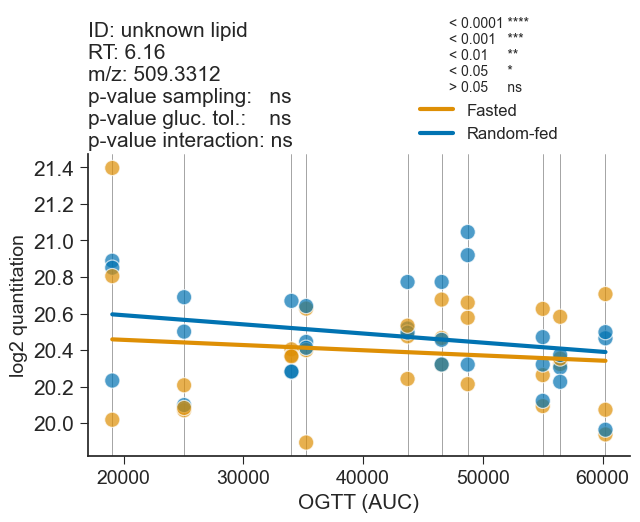 ID: unknown lipid
RT: 6.16
m/z: 509.3312
p-value sampling: ns
p-value gluc. tol.: ns
p-value interaction: ns
< 0.0001 ****
< 0.001 ***
< 0.01 **
< 0.05 *
> 0.05 ns
Fasted
Random-fed
log2 quantitation
21.4
21.2
21.0
20.8
20.6
20.4
20.2
20.0
20000 30000 40000 50000 60000
OGTT (AUC)